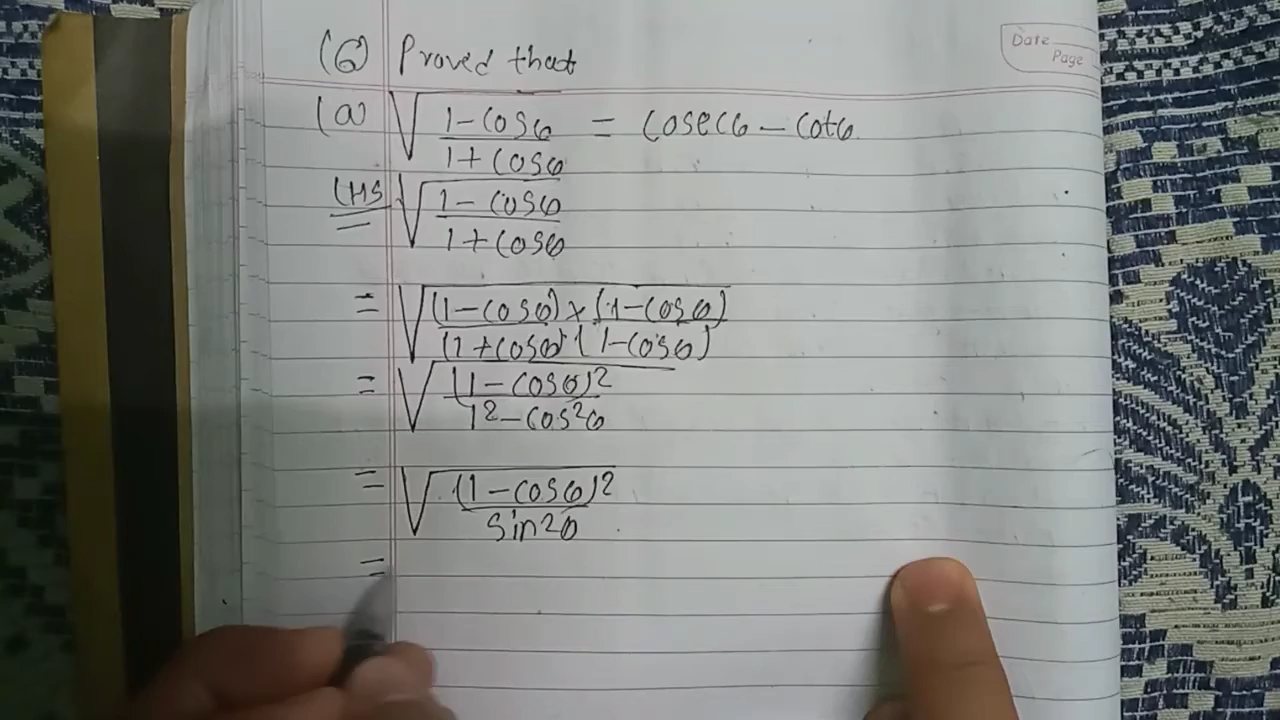 Date
Page
(6) Proved that
(a) √((1-cosθ)/(1+cosθ)) = cosecθ - cotθ
LHS √((1-cosθ)/(1+cosθ))
= √((1-cosθ)×(1-cosθ)/(1+cosθ)(1-cosθ))
= √((1-cosθ)²/1²-cos²θ)
= √((1-cosθ)²/sin2θ)
=